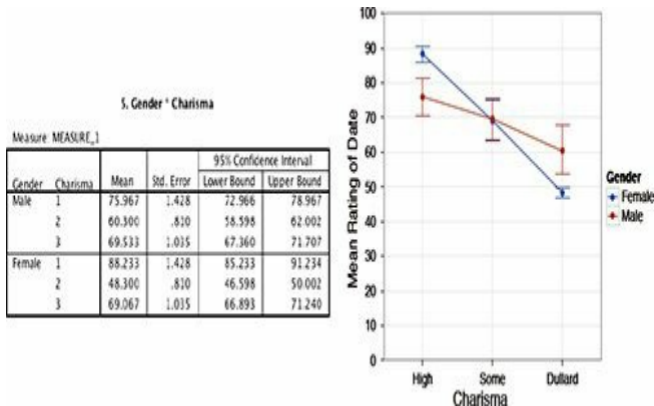 5. Gender * Charisma
Measure: MEASURE_1
95% Confidence Interval
Gender Charisma Mean Std. Error Lower Bound Upper Bound
Male 1 75.967 1.428 72.966 78.967
2 60.300 .810 58.598 62.002
3 69.533 1.035 67.360 71.707
Female 1 88.233 1.428 85.233 91.234
2 48.300 .810 46.598 50.002
3 69.067 1.035 66.893 71.240
Mean Rating of Date
100
90
80
70
60
50
40
30
20
10
0
High Some Dullard
Charisma
Gender
Female
Male